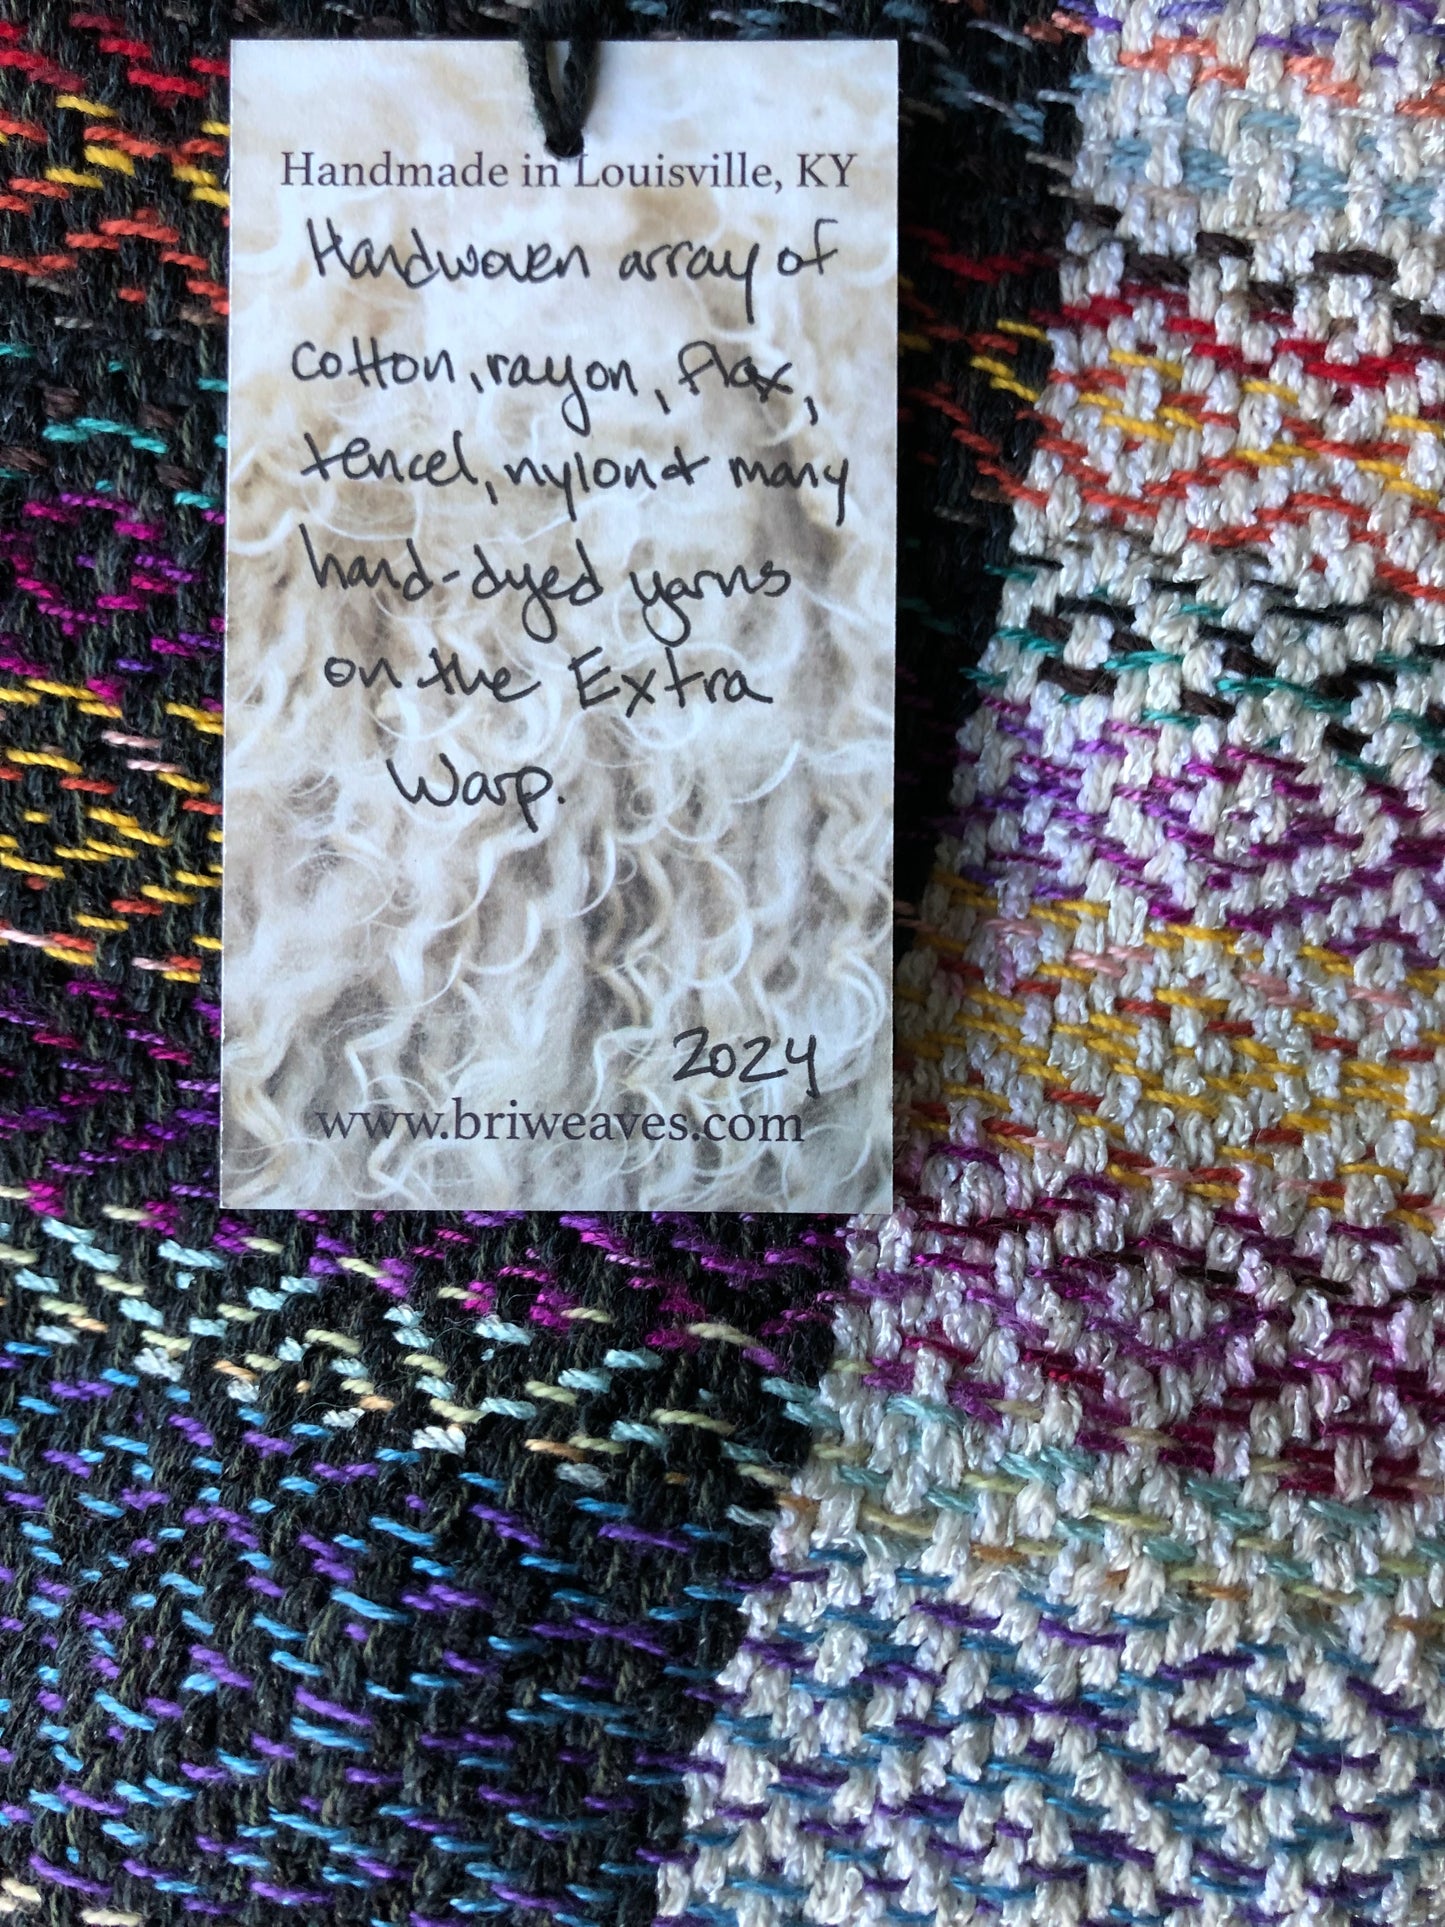 Handmade in Louisville, KY
Handwoven array of
cotton, rayon, flax,
tencel, nylon & many
hand-dyed yarns
on the Extra
Warp.
2024
www.briweaves.com